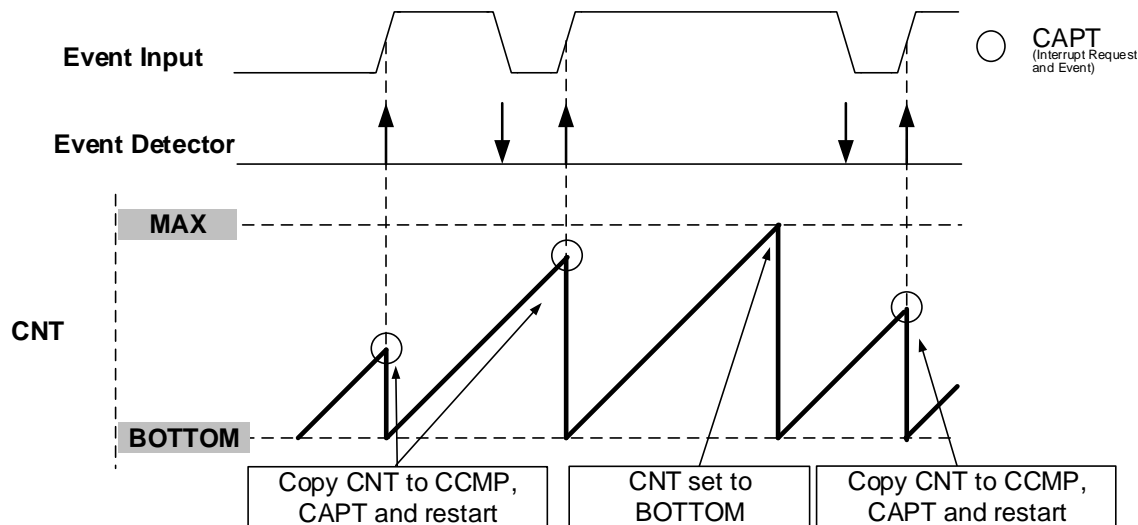 Event Input
CAPT
(Interrupt Request
and Event)
Event Detector
MAX
CNT
BOTTOM
Copy CNT to CCMP,
CAPT and restart
CNT set to
BOTTOM
Copy CNT to CCMP,
CAPT and restart